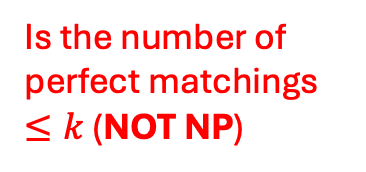 Is the number of
perfect matchings
≤ k (NOT NP)